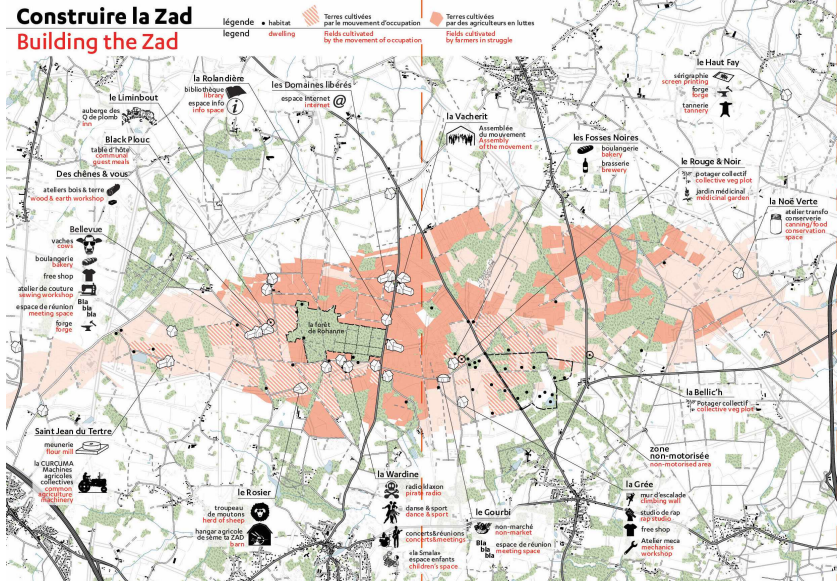 Construire la Zad
Building the Zad
légende
legend
habitat
dwelling
Terres cultivées
par le mouvement d'occupation
Fields cultivated
by the movement of occupation
Terres cultivées
par des agriculteurs en luttes
Fields cultivated
by farmers in struggle
le Liminbout
auberge des
Q de plomb
inn
la Rolandière
bibliothèque
library
espace info
info space
les Domaines libérés
espace internet
internet
@
la Vacherit
Assemblée
du mouvement
Assembly
of the movement
le Haut Fay
sérigraphie
screen printing
forge
forge
tannerie
tannery
les Fosses Noires
boulangerie
bakery
brasserie
brewery
le Rouge & Noir
potager collectif
collective veg plot
jardin médicinal
médicinal garden
la Noë Verte
atelier transfo
conserverie
canning/food
conservation
space
Black Plouc
table d'hôte
communal
guest meals
Des chênes & vous
ateliers bois & terre
wood & earth workshop
Bellevue
vaches
cows
boulangerie
bakery
free shop
atelier de couture
sewing workshop
espace de réunion
meeting space
Bla
bla
bla
forge
forge
la forêt
de Rohanne
Saint Jean du Tertre
meunerie
flour mill
la CURCUMA
Machines
agricoles
collectives
common
agriculture
machinery
le Rosier
troupeau
de moutons
herd of sheep
hangar agricole
de sème ta ZAD
barn
la Wardine
radio klaxon
pirate radio
danse & sport
dance & sport
concerts&réunions
concerts&meetings
«la Smala»
espace enfants
children's space
le Gourbi
non-marché
non-market
Bla
bla
bla
espace de réunion
meeting space
la Bellic'h
Potager collectif
collective veg plot
zone
non-motorisée
non-motorised area
la Grée
mur d'escalade
climbing wall
studio de rap
rap studio
free shop
Atelier meca
mechanics
workshop